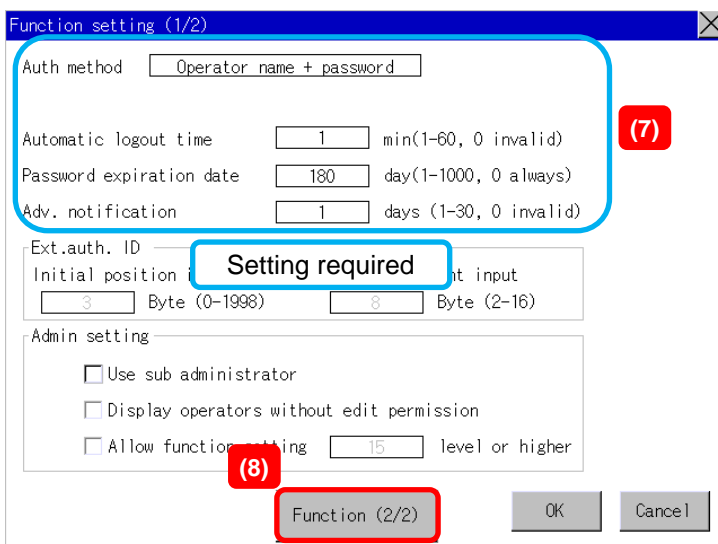 Function setting (1/2)
Auth method Operator name + password
(7)
Automatic logout time 1 min(1-60, 0 invalid)
Password expiration date 180 day(1-1000, 0 always)
Adv. notification 1 days (1-30, 0 invalid)
Ext.auth. ID
Setting required
Initial position input
3 Byte (0-1998) 8 Byte (2-16)
Admin setting
Use sub administrator
Display operators without edit permission
Allow function setting 15 level or higher
(8)
Function (2/2) OK Cancel